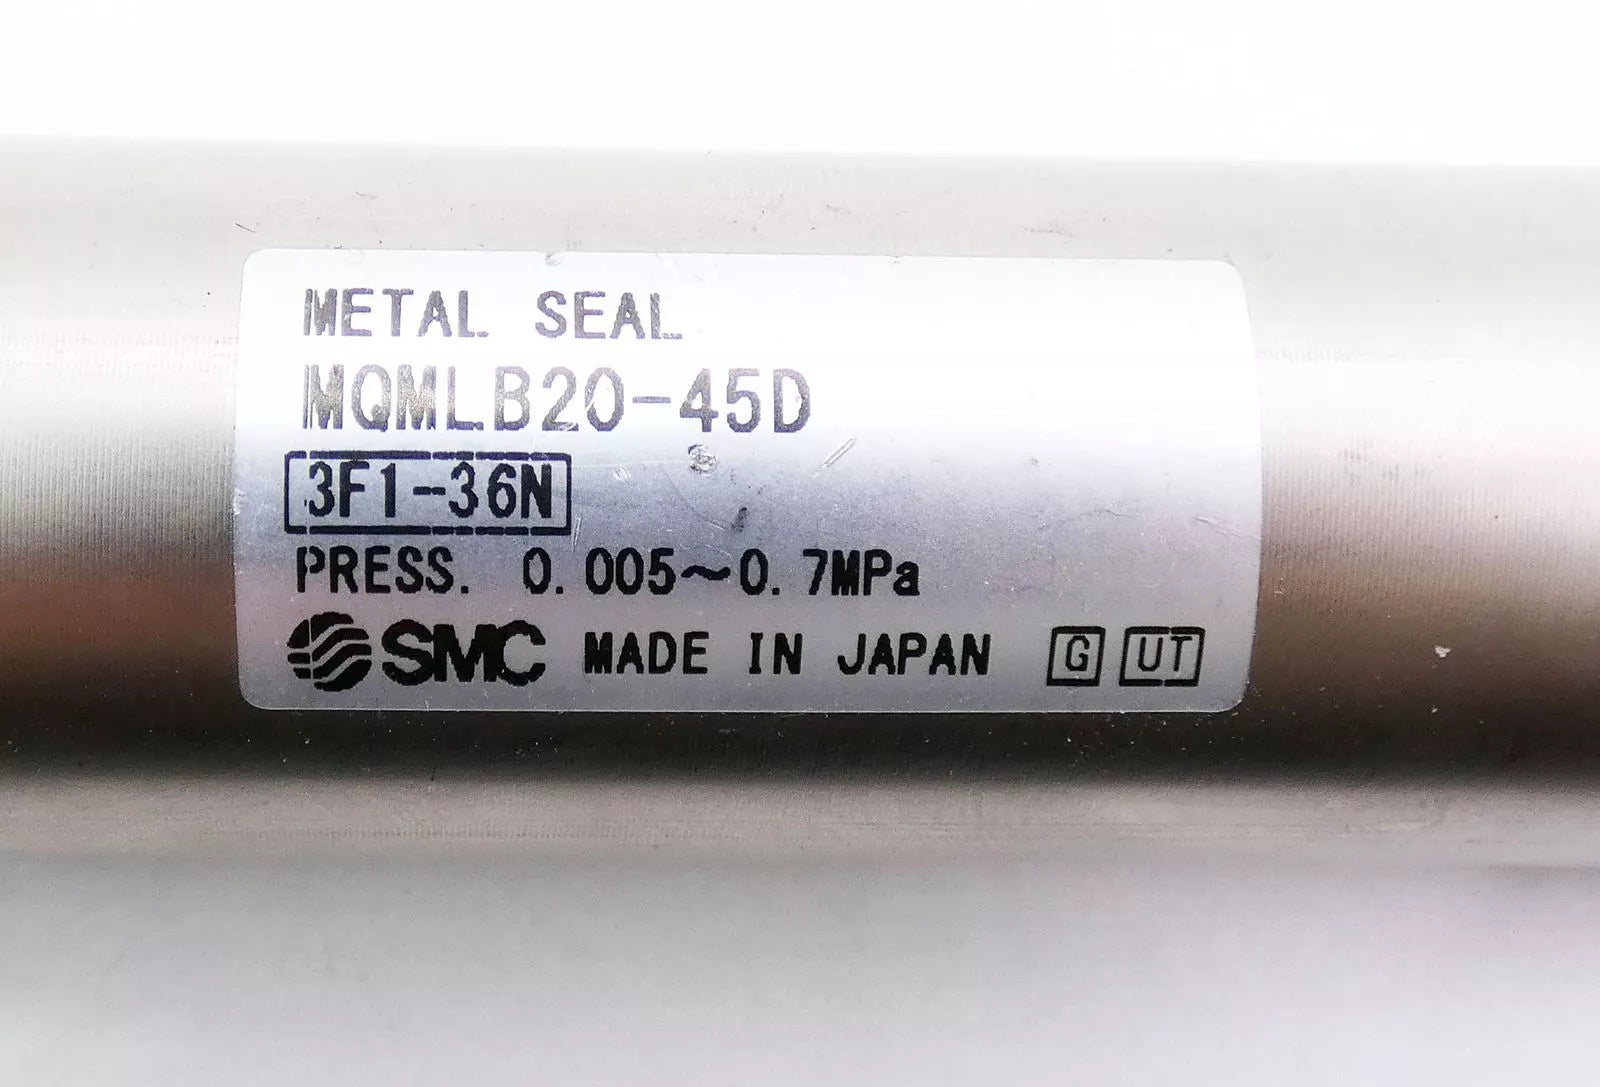 METAL SEAL
MQMLB20-45D
3F1-36N
PRESS. 0.005~0.7MPa
SMC MADE IN JAPAN G UT